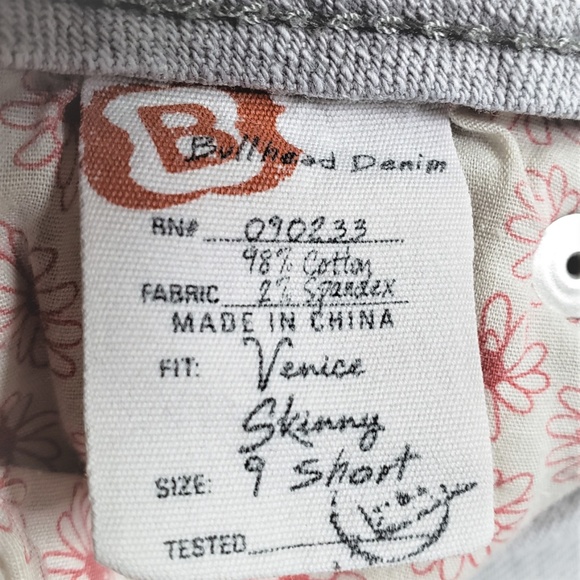 B
Bullhead Denim
RN# 090233
98% Cotton
FABRIC 2% Spandex
MADE IN CHINA
FIT: Venice
Skinny
SIZE: 9 Short
TESTED